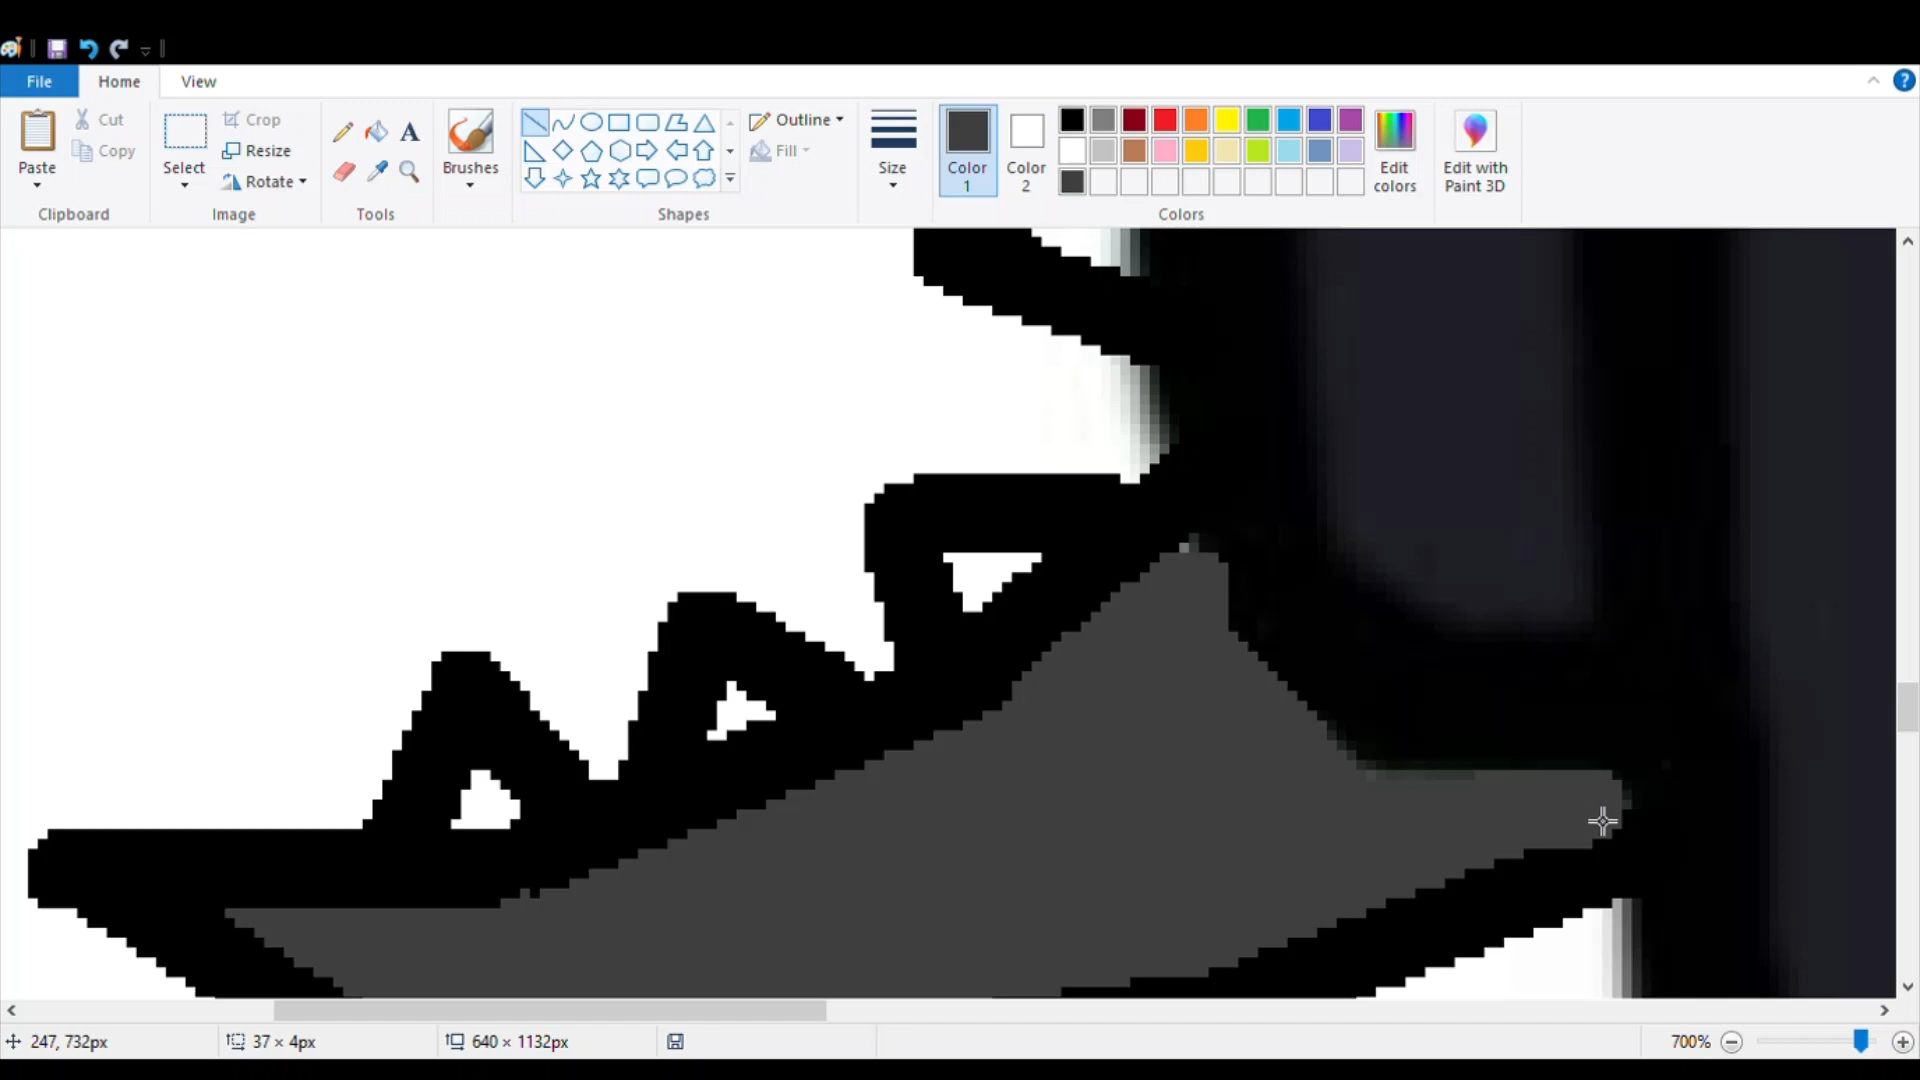 File Home View
Paste Cut Copy Clipboard
Select Crop Resize Rotate Image
A
Tools
Brushes
Outline Fill Shapes
Size
Color 1
Color 2
Edit colors
Colors
Edit with Paint 3D
?
247, 732px 37 × 4px 640 × 1132px 700%